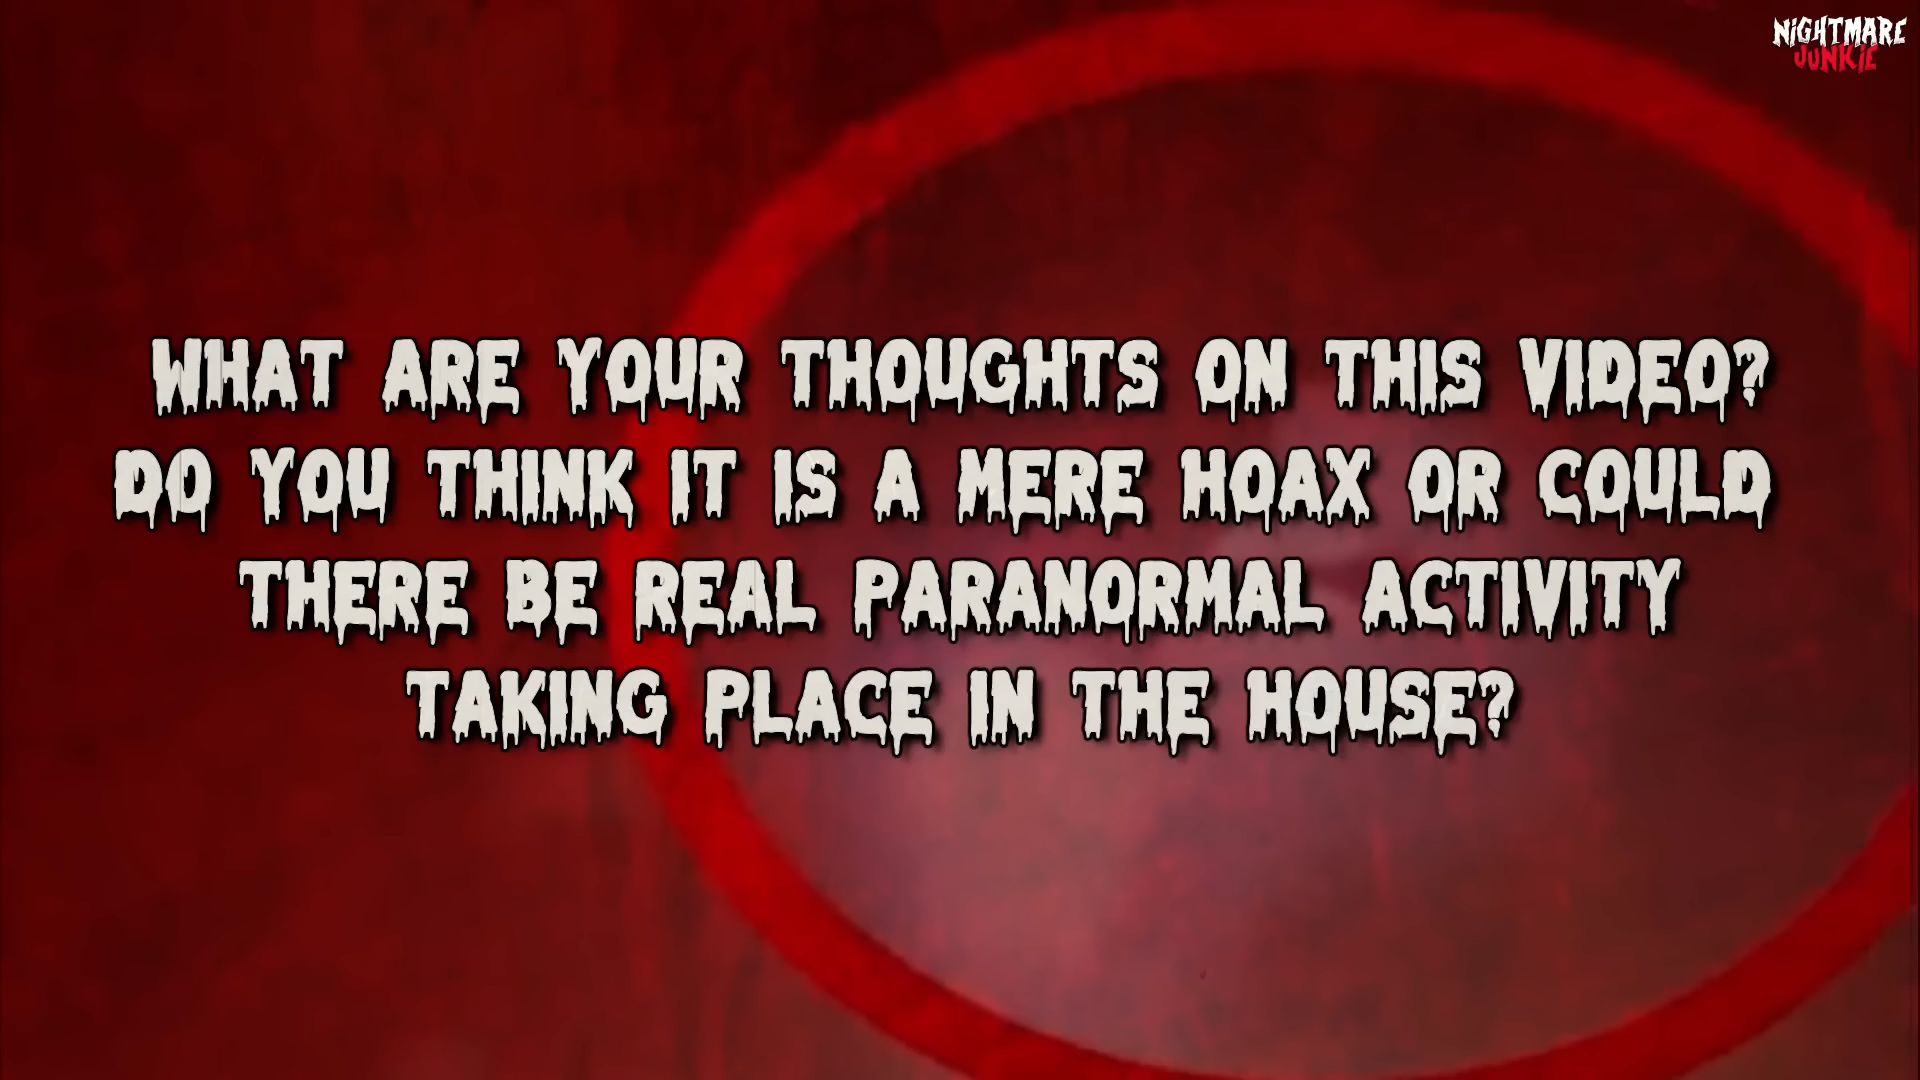 NIGHTMARE
JUNKIE
WHAT ARE YOUR THOUGHTS ON THIS VIDEO?
DO YOU THINK IT IS A MERE HOAX OR COULD
THERE BE REAL PARANORMAL ACTIVITY
TAKING PLACE IN THE HOUSE?